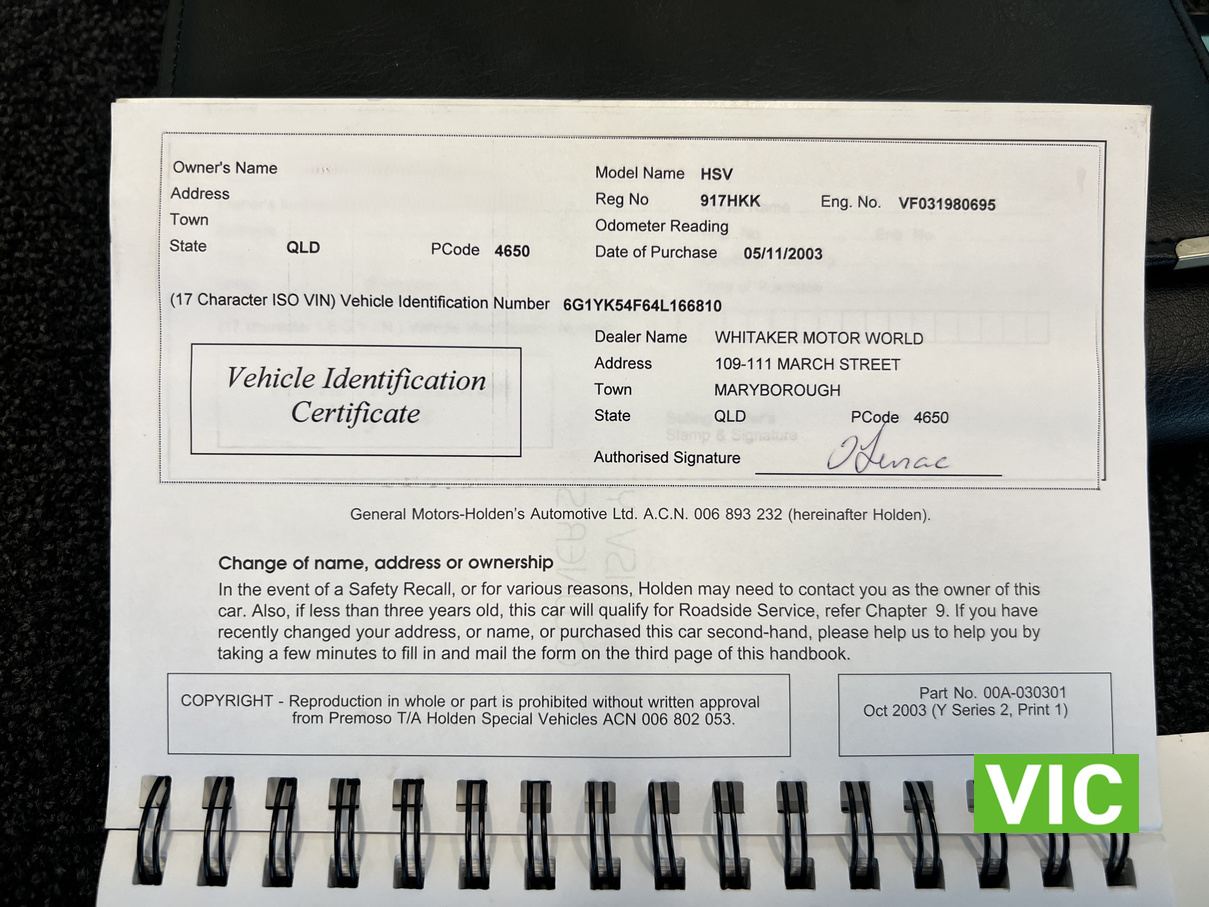 Owner's Name
Address
Town
State QLD PCode 4650
Model Name HSV
Reg No 917HKK Eng. No. VF031980695
Odometer Reading
Date of Purchase 05/11/2003
(17 Character ISO VIN) Vehicle Identification Number 6G1YK54F64L166810
Vehicle Identification
Certificate
Dealer Name WHITAKER MOTOR WORLD
Address 109-111 MARCH STREET
Town MARYBOROUGH
State QLD PCode 4650
Authorised Signature
General Motors-Holden's Automotive Ltd. A.C.N. 006 893 232 (hereinafter Holden).
Change of name, address or ownership
In the event of a Safety Recall, or for various reasons, Holden may need to contact you as the owner of this
car. Also, if less than three years old, this car will qualify for Roadside Service, refer Chapter 9. If you have
recently changed your address, or name, or purchased this car second-hand, please help us to help you by
taking a few minutes to fill in and mail the form on the third page of this handbook.
COPYRIGHT - Reproduction in whole or part is prohibited without written approval
from Premoso T/A Holden Special Vehicles ACN 006 802 053.
Part No. 00A-030301
Oct 2003 (Y Series 2, Print 1)
VIC